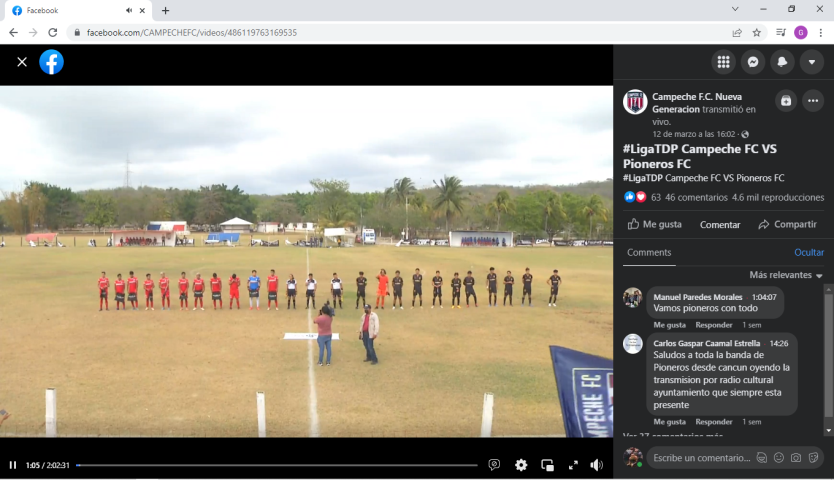 Facebook
facebook.com/CAMPECHEFC/videos/486119763169535
G
Campeche F.C. Nueva
Generacion transmitió en
vivo.
12 de marzo a las 16:02 ·
#LigaTDP Campeche FC VS
Pioneros FC
#LigaTDP Campeche FC VS Pioneros FC
63 46 comentarios 4.6 mil reproducciones
Me gusta Comentar Compartir
Comments Ocultar
Más relevantes
Manuel Paredes Morales · 1:04:07
Vamos pioneros con todo
Me gusta Responder 1 sem
Carlos Gaspar Caamal Estrella · 14:26
Saludos a toda la banda de
Pioneros desde cancun oyendo la
transmision por radio cultural
ayuntamiento que siempre esta
presente
Me gusta Responder 1 sem
Ver 37 comentarios más
Escribe un comentario...
MPECHE FC
1:05 / 2:02:31